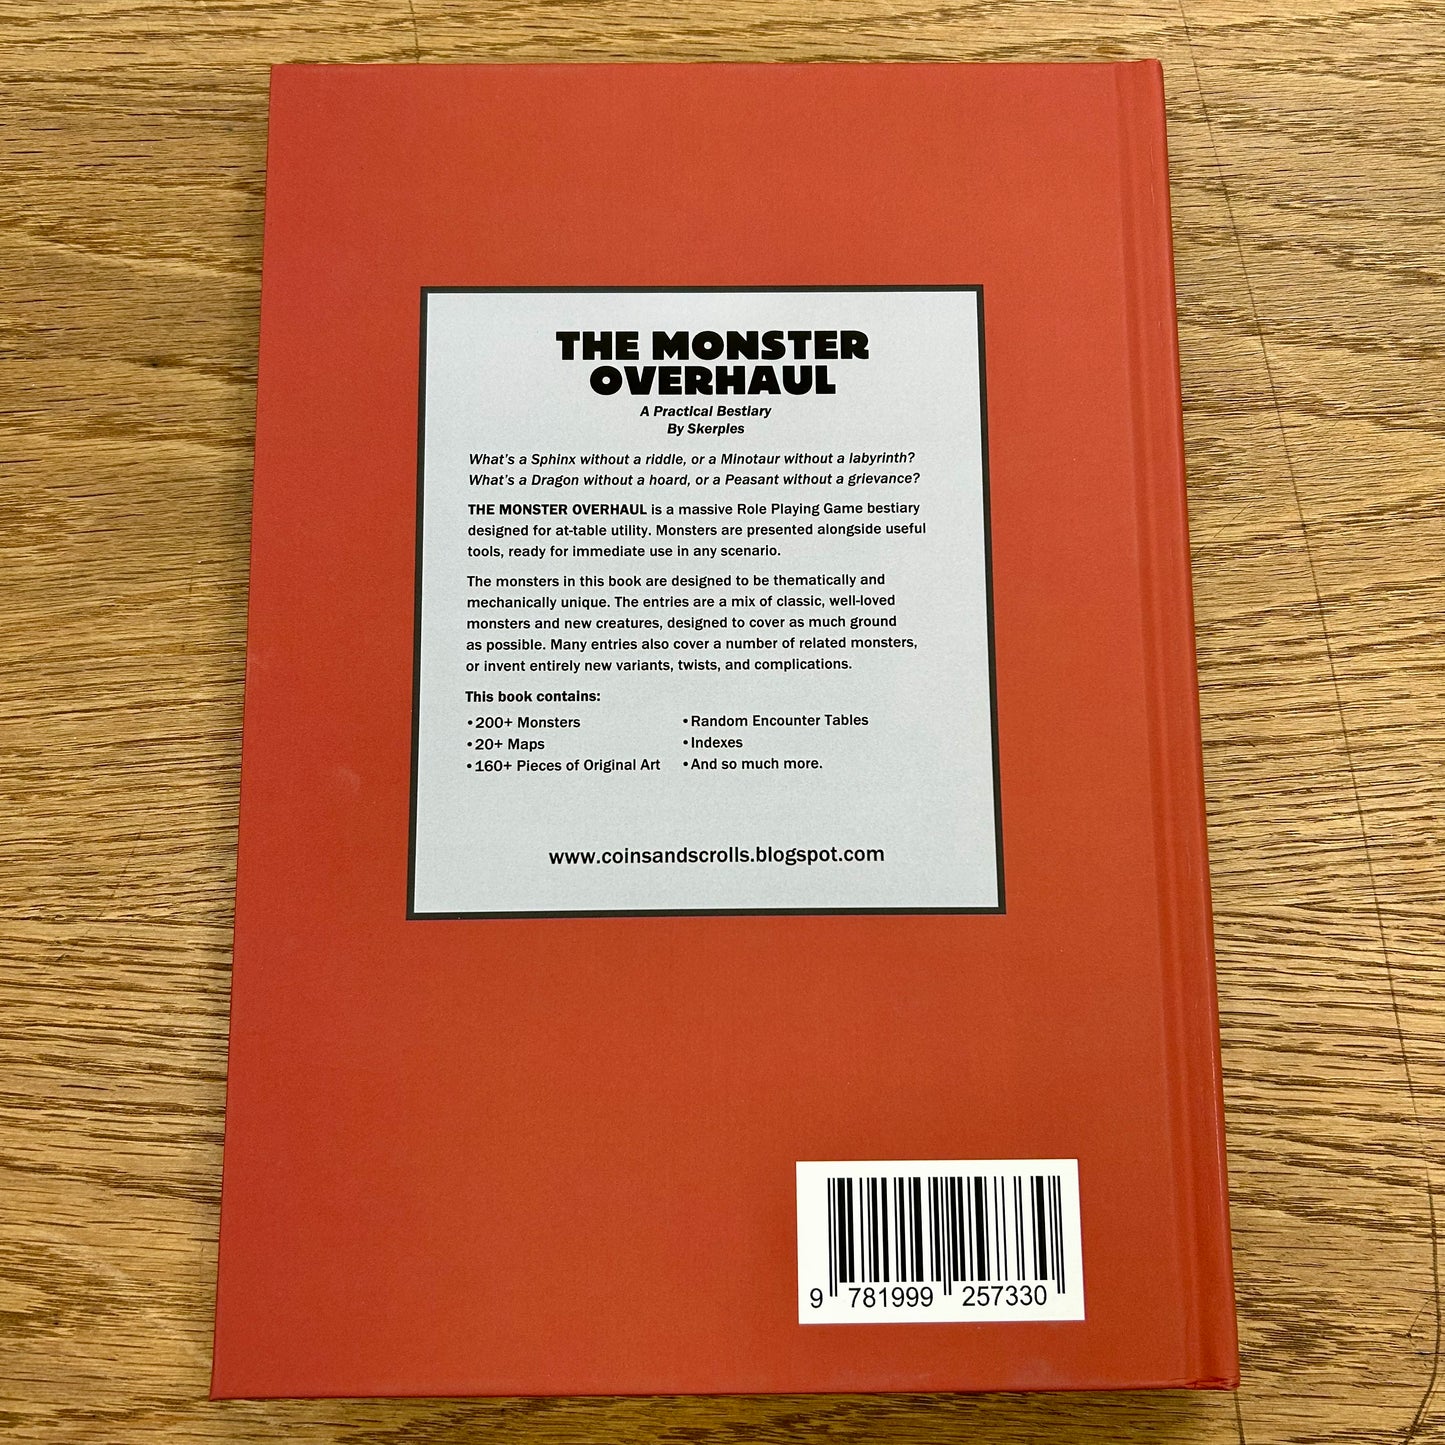 THE MONSTER
OVERHAUL
A Practical Bestiary
By Skerples
What's a Sphinx without a riddle, or a Minotaur without a labyrinth?
What's a Dragon without a hoard, or a Peasant without a grievance?
THE MONSTER OVERHAUL is a massive Role Playing Game bestiary
designed for at-table utility. Monsters are presented alongside useful
tools, ready for immediate use in any scenario.
The monsters in this book are designed to be thematically and
mechanically unique. The entries are a mix of classic, well-loved
monsters and new creatures, designed to cover as much ground
as possible. Many entries also cover a number of related monsters,
or invent entirely new variants, twists, and complications.
This book contains:
•200+ Monsters
•20+ Maps
•160+ Pieces of Original Art
•Random Encounter Tables
•Indexes
•And so much more.
www.coinsandscrolls.blogspot.com
9 781999 257330